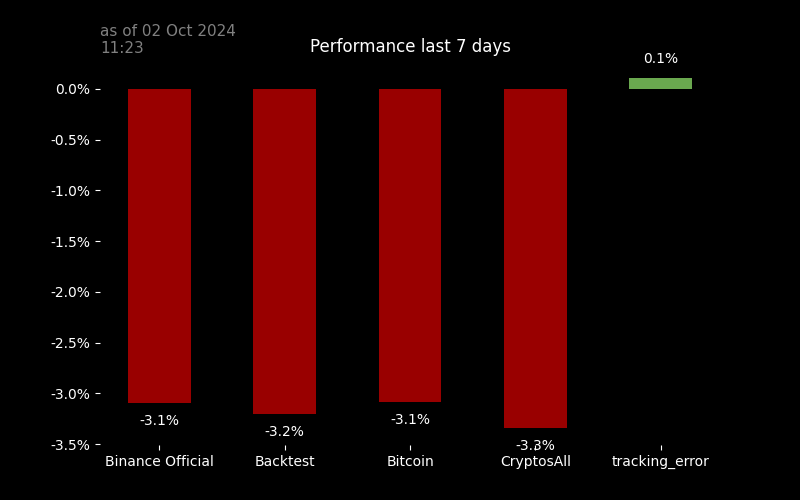 as of 02 Oct 2024
11:23
Performance last 7 days
0.1%
0.0%
-0.5%
-1.0%
-1.5%
-2.0%
-2.5%
-3.0%
-3.5%
-3.1%
-3.2%
-3.1%
-3.3%
Binance Official
Backtest
Bitcoin
CryptosAll
tracking_error